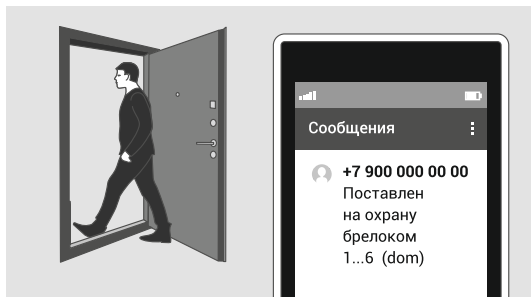 Сообщения
+7 900 000 00 00
Поставлен
на охрану
брелоком
1...6 (dom)